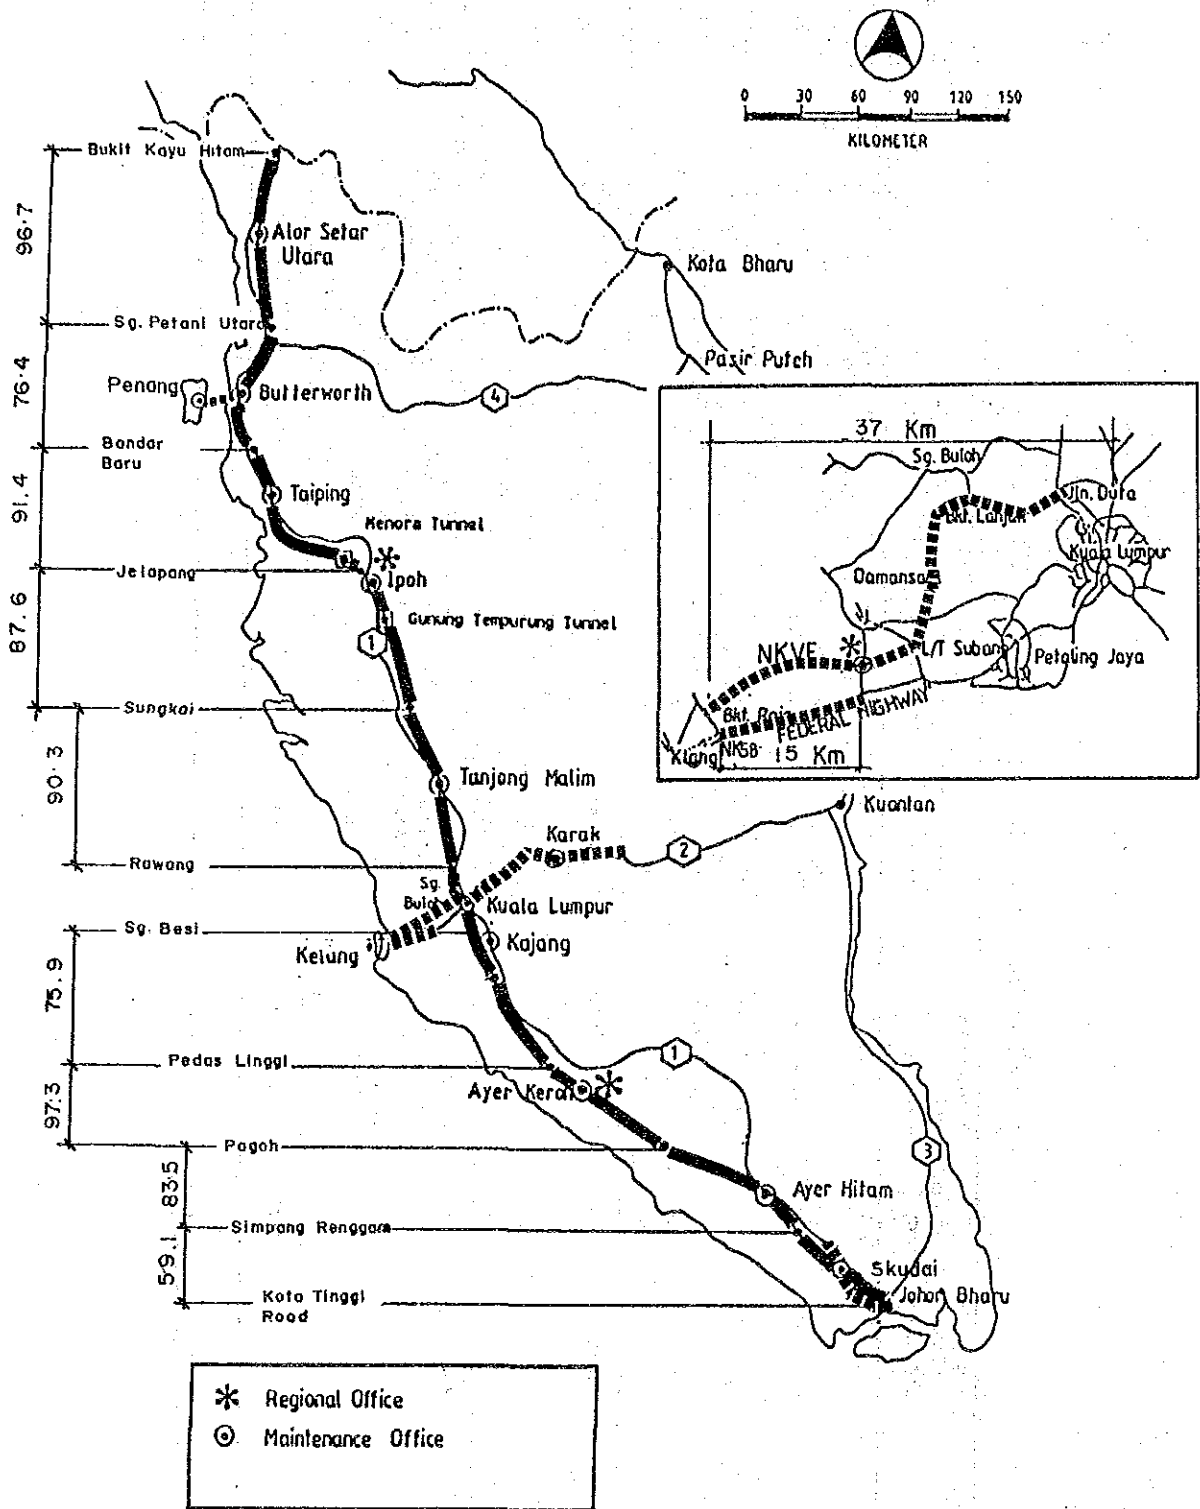 0 30 60 90 120 150
KILOMETER
Bukit Kayu Hitam
96.7
Alor Setar
Utara
Kota Bharu
Sg. Petani Utara
Pasir Puteh
76.4
Penang
Butterworth
4
Bandar
Baru
91.4
Taiping
Menora Tunnel
Jelapang
Ipoh
87.6
Gunung Tempurung Tunnel
1
Sungkai
90.3
Tanjong Malim
Rawang
Karak
2
Kuantan
Sg.
Kuala Lumpur
Sg. Besi
Kajang
Kelung
75.9
Pedas Linggi
1
Ayer
97.3
Pagoh
3
83.5
Ayer Hitam
Simpang Renggam
59.1
Skudai
Kota Tinggi
Road
Johor Bharu
37 Km
Sg. Buloh
Jln. Duta
Bkt. Lanjan
Kuala Lumpur
Damansara
NKVE
L/T Subang
Petaling Jaya
Bkt. Raja
FEDERAL HIGHWAY
Klang
15 Km
Regional Office
Maintenance Office